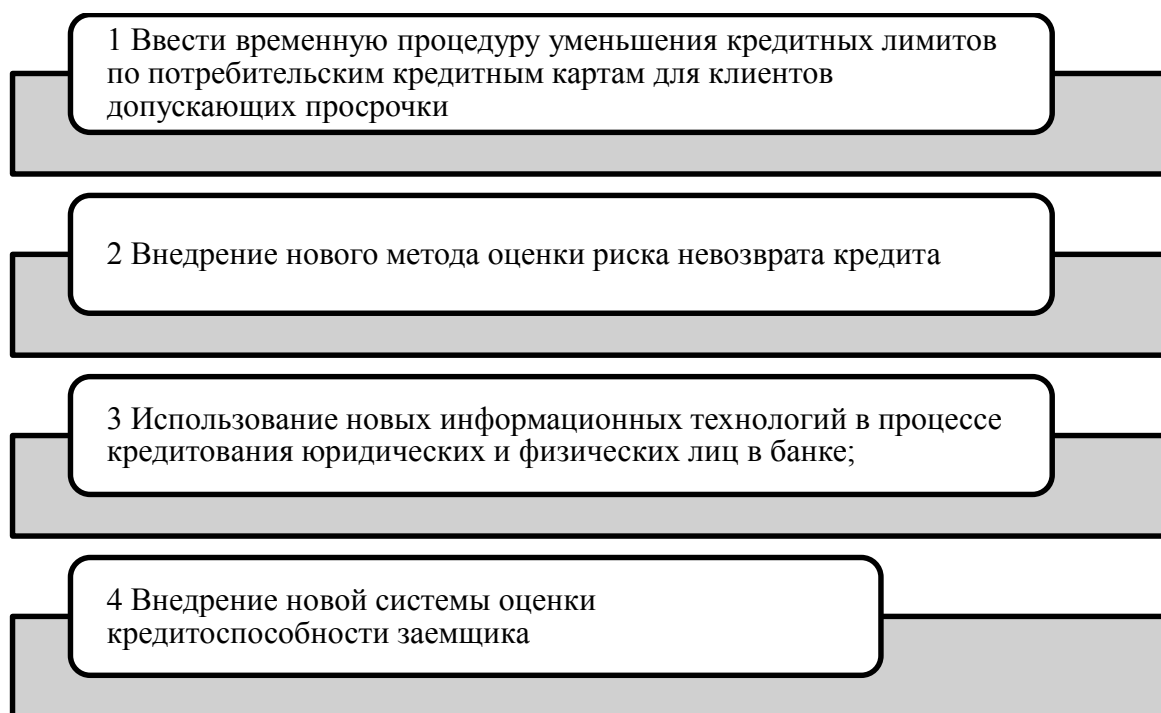 1 Ввести временную процедуру уменьшения кредитных лимитов
по потребительским кредитным картам для клиентов
допускающих просрочки
2 Внедрение нового метода оценки риска невозврата кредита
3 Использование новых информационных технологий в процессе
кредитования юридических и физических лиц в банке;
4 Внедрение новой системы оценки
кредитоспособности заемщика